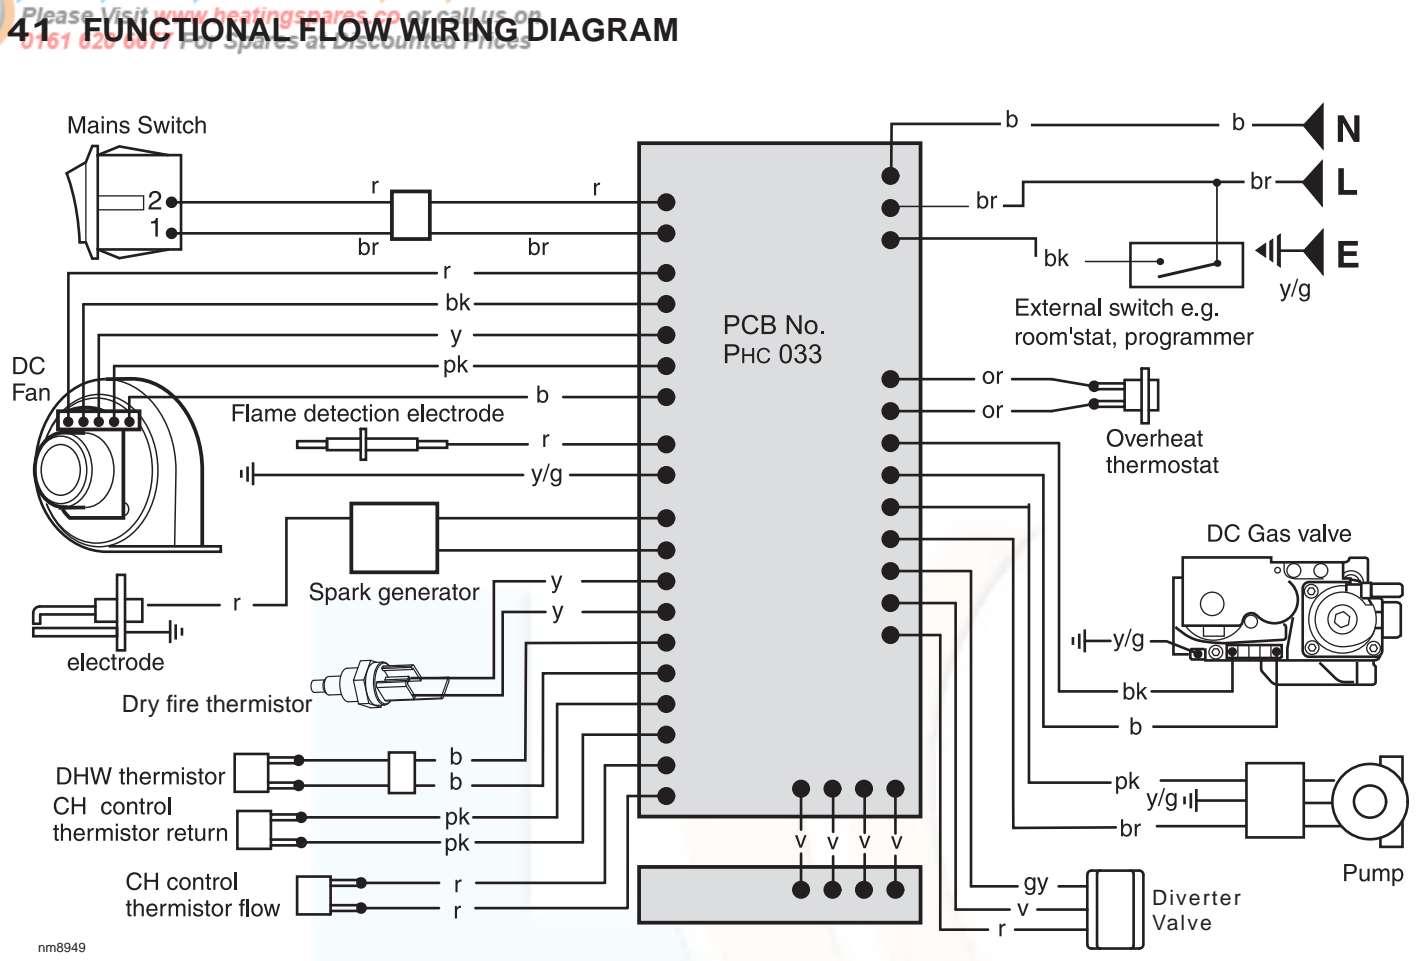 Please Visit www.heatingspares.co or call us on
0161 620 6677 For Spares at Discounted Prices
41 FUNCTIONAL FLOW WIRING DIAGRAM
Mains Switch
2
1
r
r
br
br
b
b
N
br
br
L
bk
E
y/g
External switch e.g.
room'stat, programmer
PCB No.
PHC 033
r
bk
y
pk
b
DC
Fan
Flame detection electrode
r
y/g
or
or
Overheat
thermostat
Spark generator
r
electrode
y
y
Dry fire thermistor
DC Gas valve
y/g
bk
b
DHW thermistor
b
b
CH control
thermistor return
pk
pk
CH control
thermistor flow
r
r
v
v
v
v
pk
y/g
br
Pump
gy
v
r
Diverter
Valve
nm8949